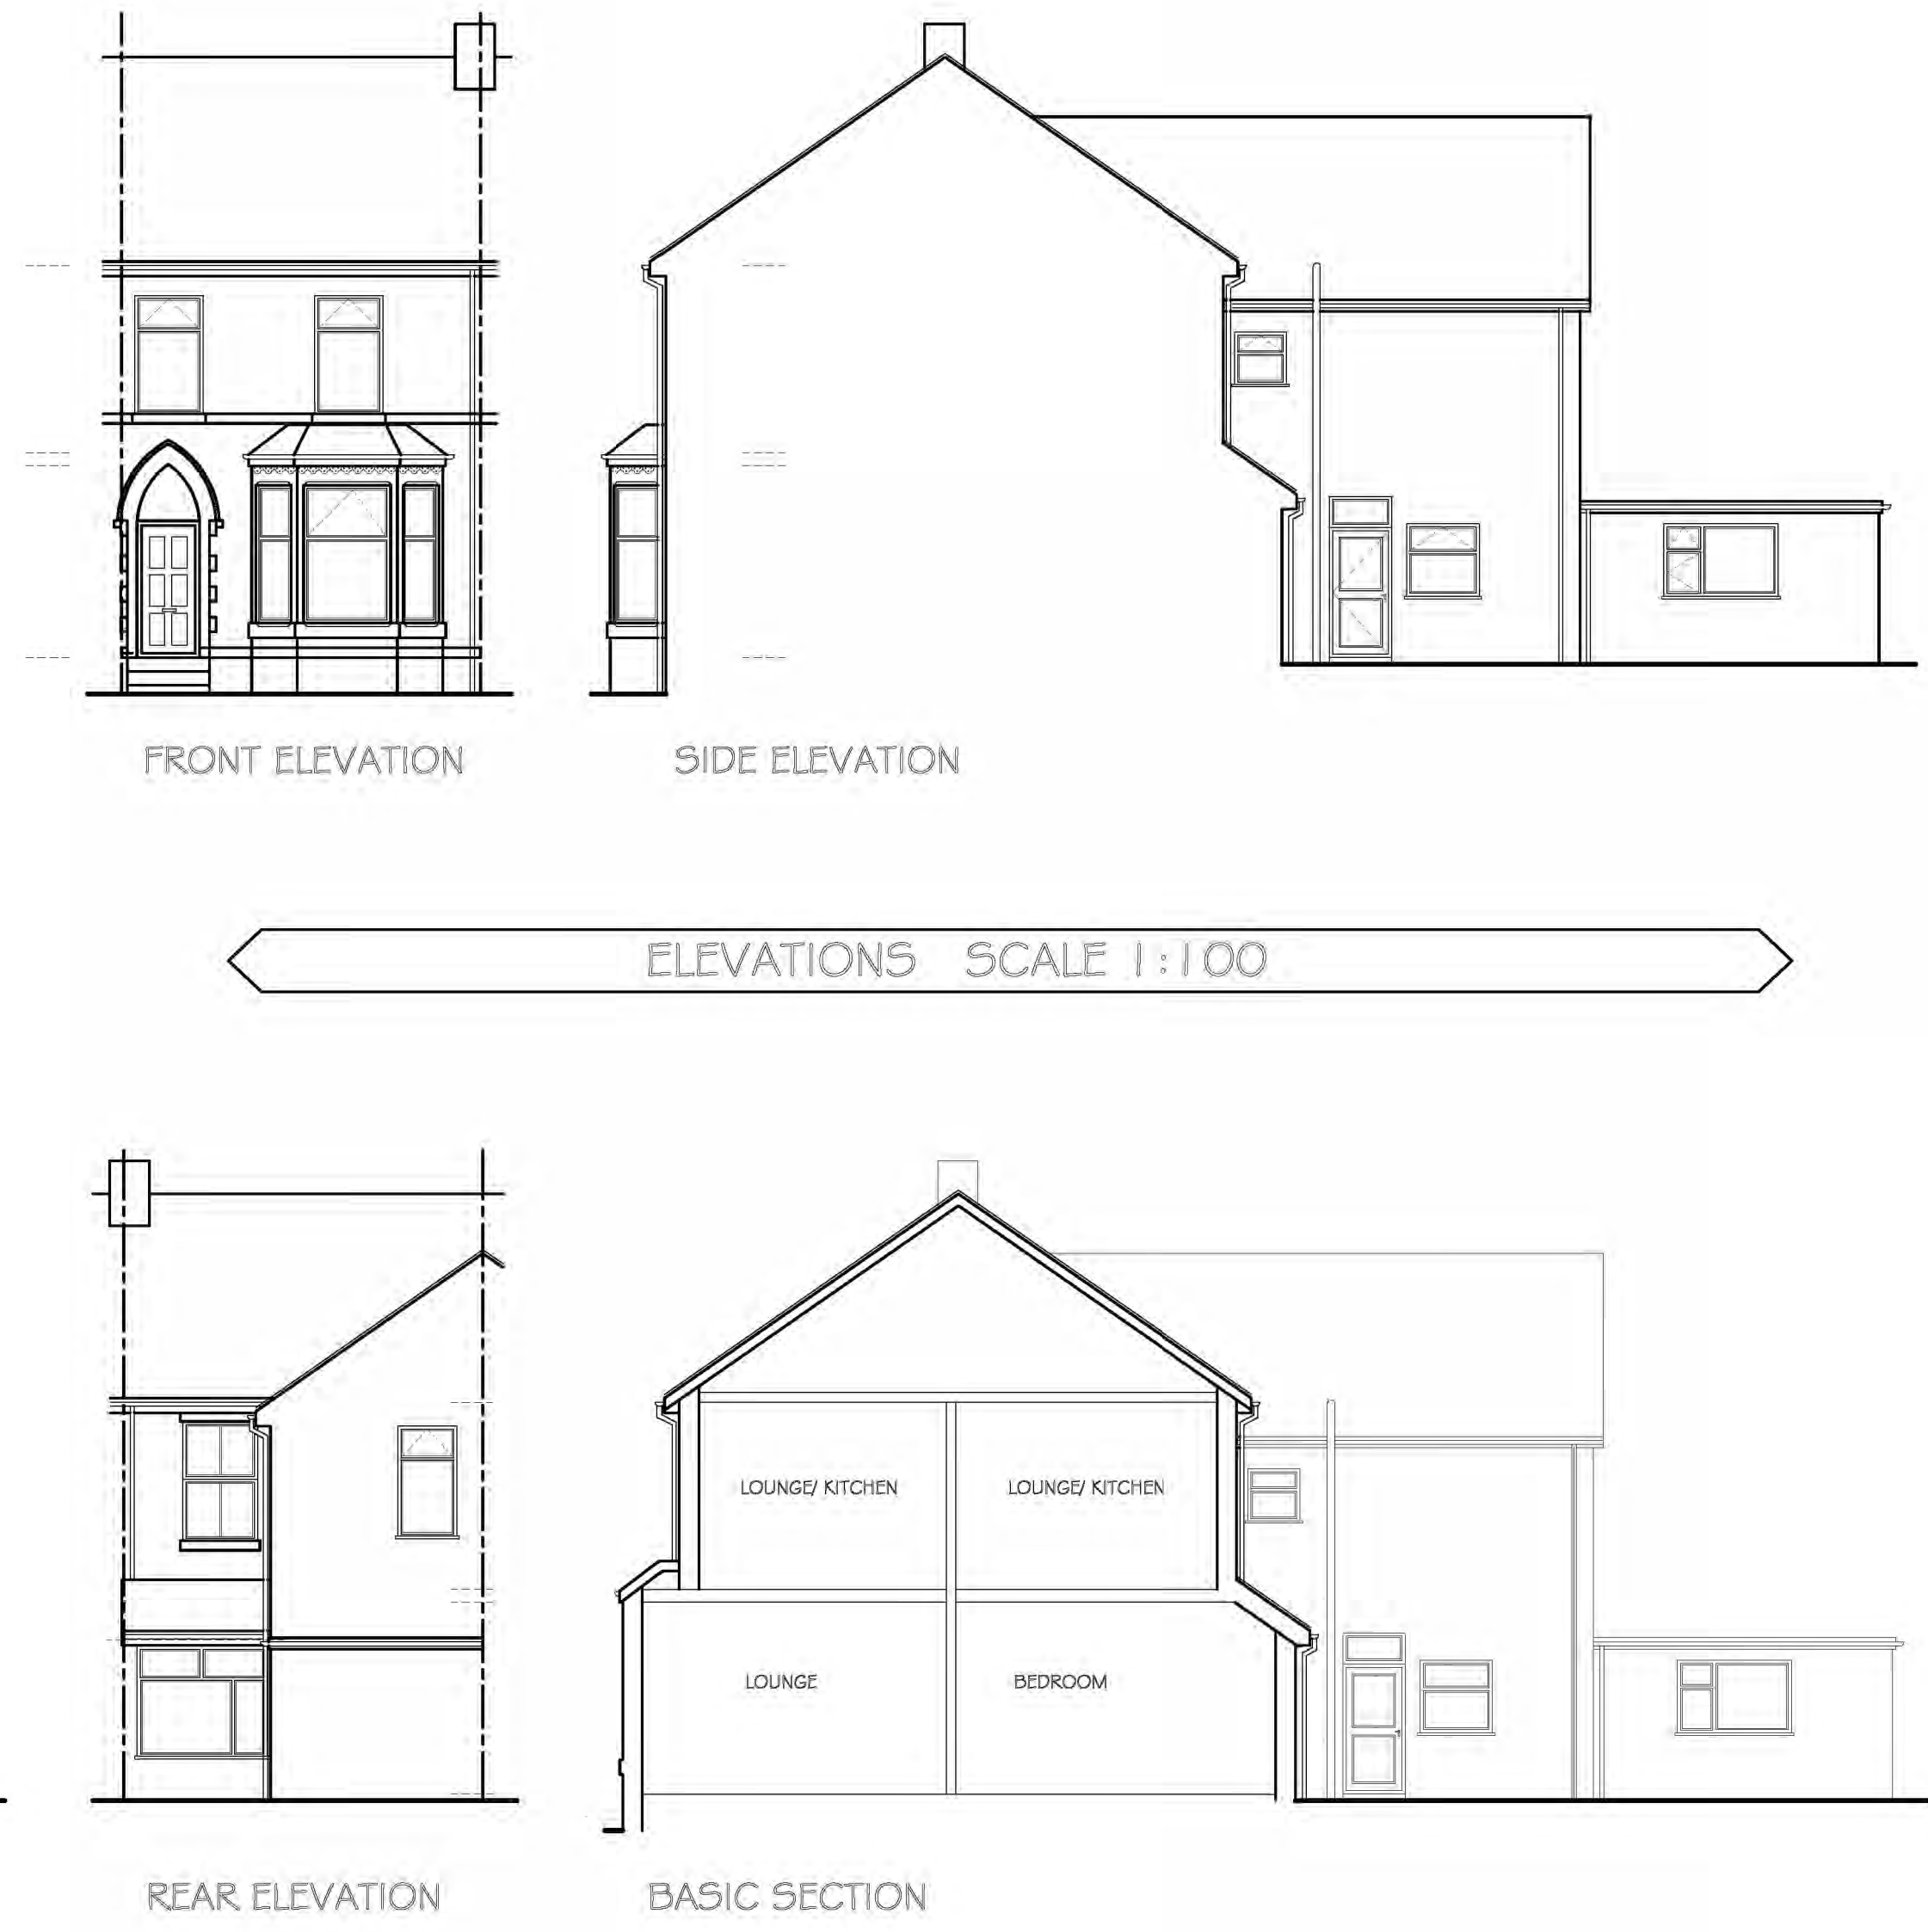 FRONT ELEVATION
SIDE ELEVATION
ELEVATIONS SCALE 1:100
LOUNGE/ KITCHEN
LOUNGE/ KITCHEN
LOUNGE
BEDROOM
REAR ELEVATION
BASIC SECTION